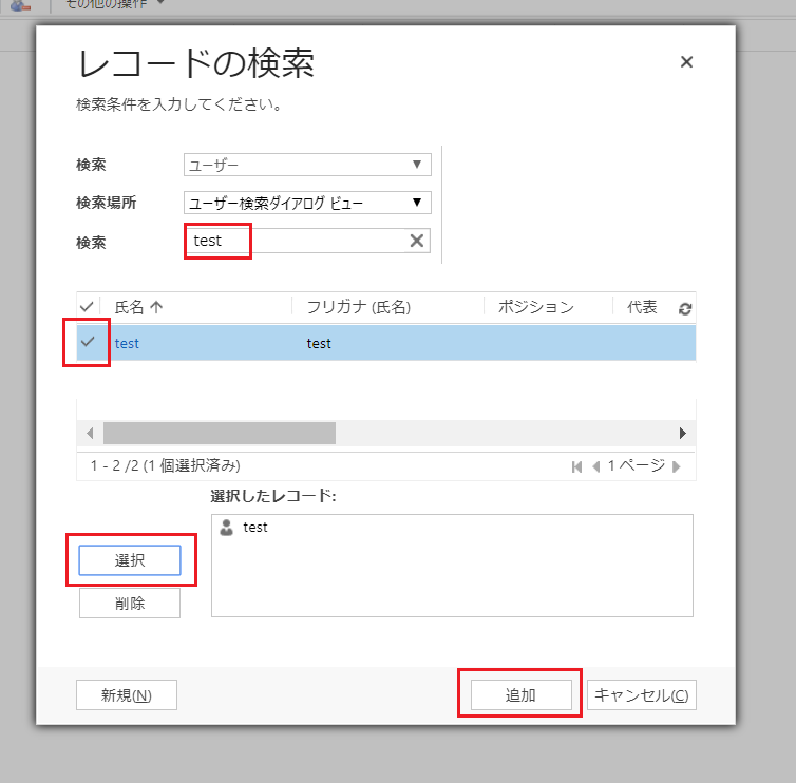 その他の操作
レコードの検索
検索条件を入力してください。
検索 ユーザー
検索場所 ユーザー検索ダイアログ ビュー
検索 test
氏名 フリガナ (氏名) ポジション 代表
test test
1 - 2 /2 (1 個選択済み) 1 ページ
選択したレコード:
test
選択
削除
新規(N) 追加 キャンセル(C)